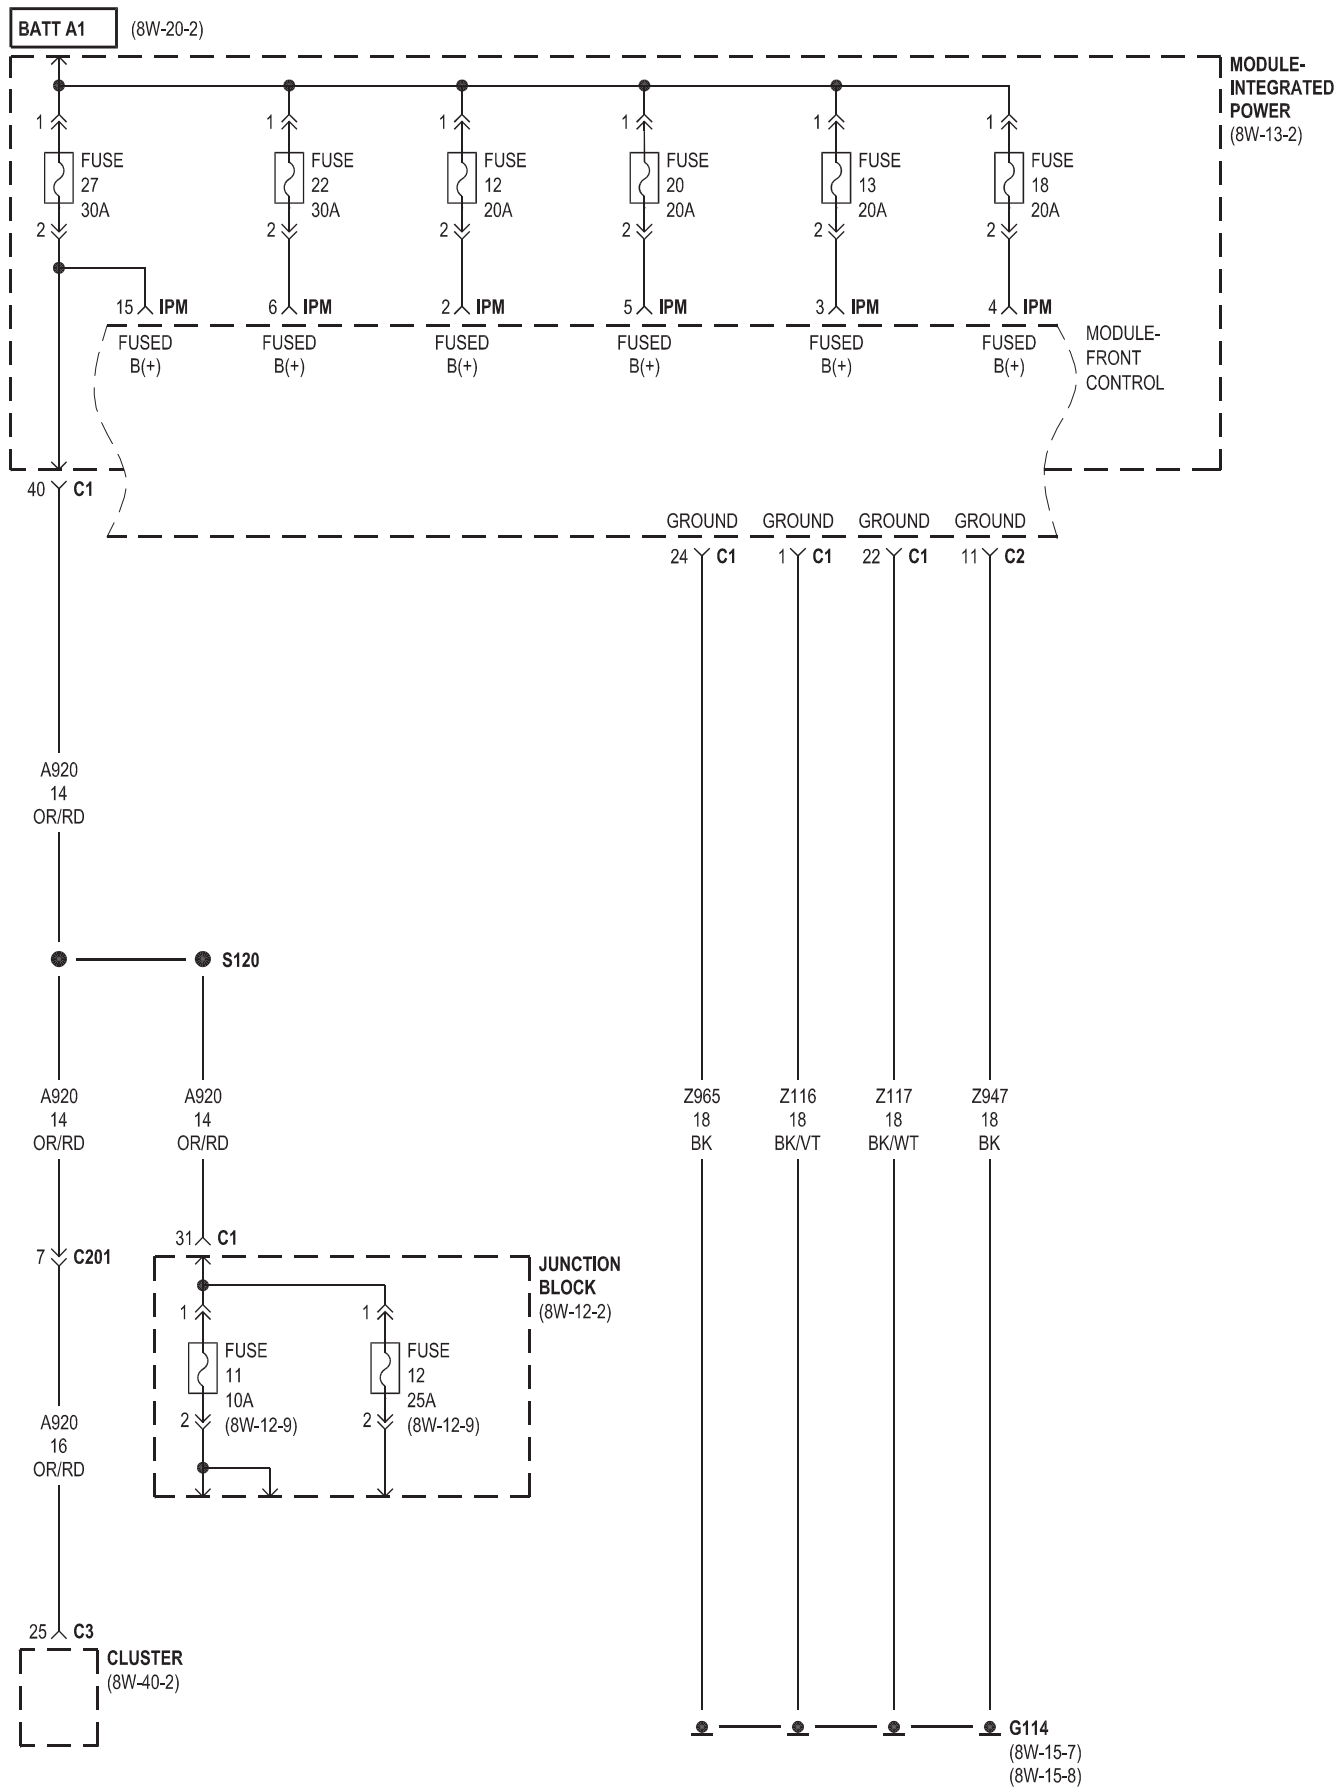 BATT A1 (8W-20-2)
MODULE-
INTEGRATED
POWER
(8W-13-2)
1 1 1 1 1 1
FUSE FUSE FUSE FUSE FUSE FUSE
27 22 12 20 13 18
30A 30A 20A 20A 20A 20A
2 2 2 2 2 2
15 IPM 6 IPM 2 IPM 5 IPM 3 IPM 4 IPM
FUSED FUSED FUSED FUSED FUSED FUSED
B(+) B(+) B(+) B(+) B(+) B(+)
MODULE-
FRONT
CONTROL
40 C1
GROUND GROUND GROUND GROUND
24 C1 1 C1 22 C1 11 C2
A920
14
OR/RD
S120
A920 A920 Z965 Z116 Z117 Z947
14 14 18 18 18 18
OR/RD OR/RD BK BK/VT BK/WT BK
31 C1
7 C201
JUNCTION
BLOCK
(8W-12-2)
1 1
FUSE FUSE
11 12
10A 25A
2 (8W-12-9) 2 (8W-12-9)
A920
16
OR/RD
25 C3
CLUSTER
(8W-40-2)
G114
(8W-15-7)
(8W-15-8)